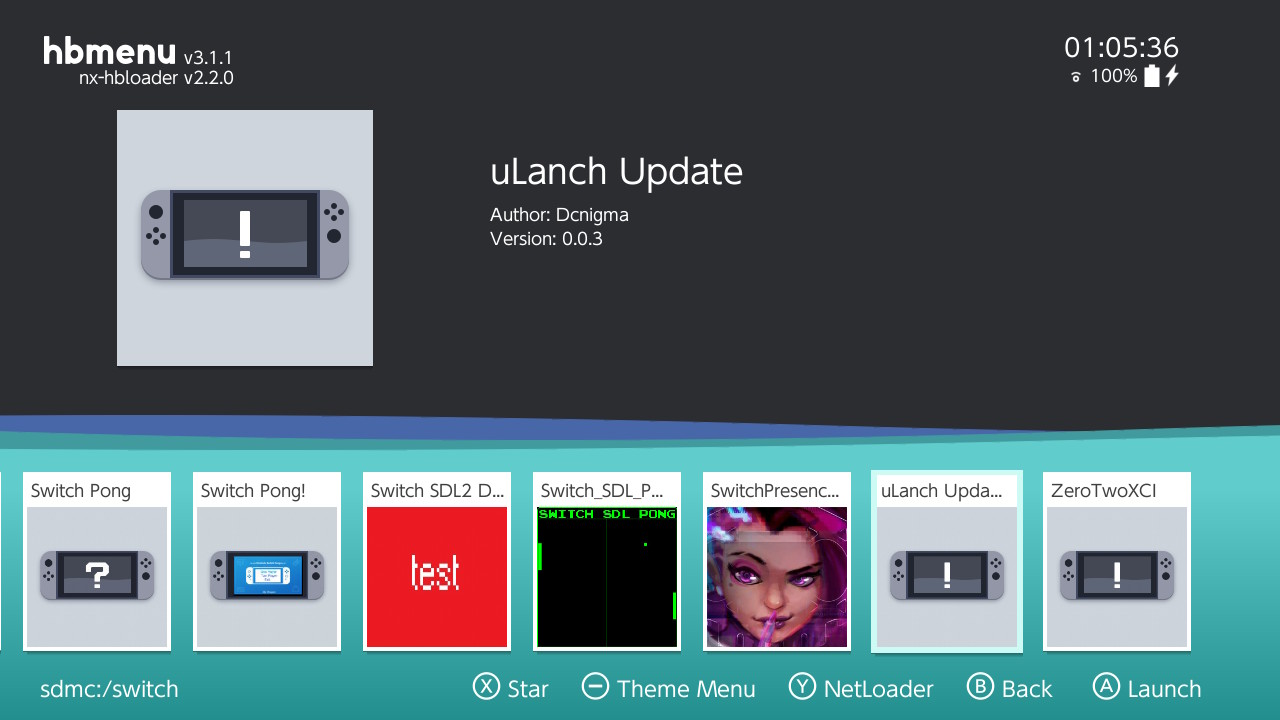 hbmenu v3.1.1
nx-hbloader v2.2.0
01:05:36
100%
uLanch Update
Author: Dcnigma
Version: 0.0.3
Switch Pong
Switch Pong!
Switch SDL2 D...
Switch_SDL_P...
SwitchPresenc...
uLanch Upda...
ZeroTwoXCI
?
test
SWITCH SDL PONG
!
!
!
sdmc:/switch
X Star
Theme Menu
Y NetLoader
B Back
A Launch